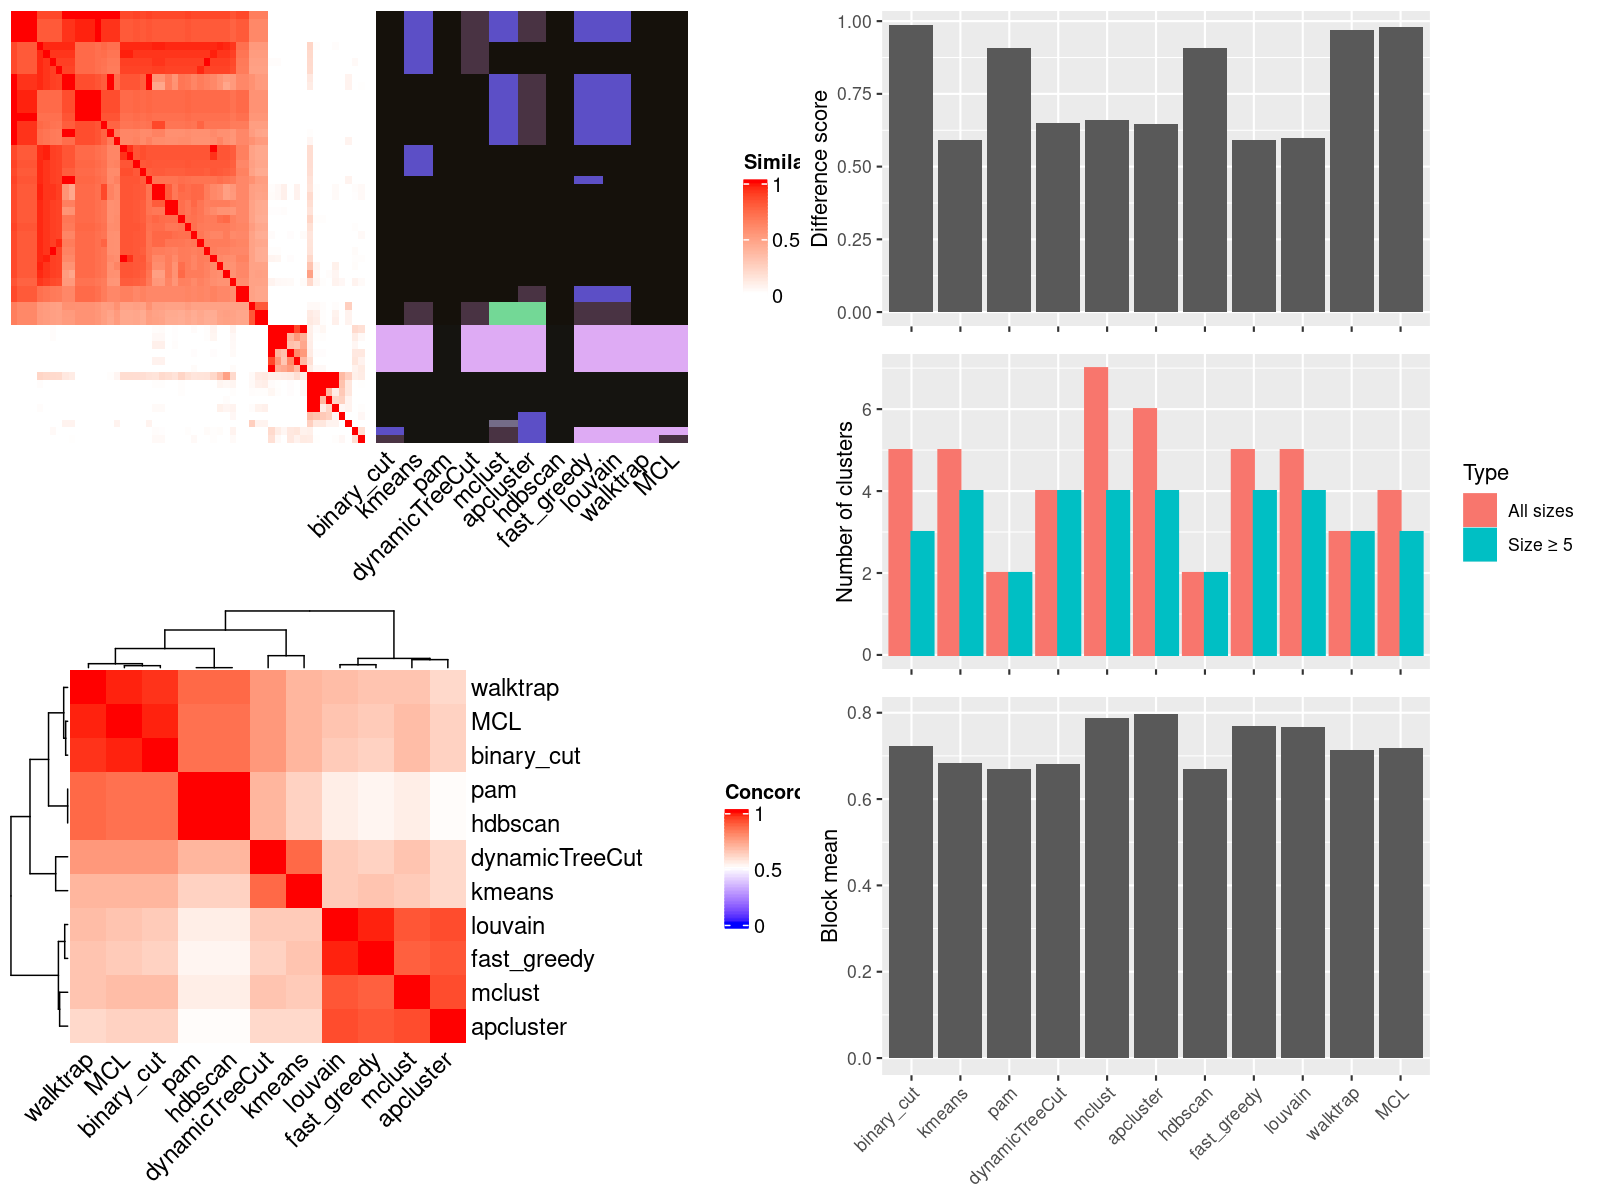 Simila
1
0.5
0
binary_cut
kmeans
pam
dynamicTreeCut
mclust
apcluster
hdbscan
fast_greedy
louvain
walktrap
MCL
walktrap
MCL
binary_cut
pam
hdbscan
dynamicTreeCut
kmeans
louvain
fast_greedy
mclust
apcluster
walktrap
MCL
binary_cut
pam
hdbscan
dynamicTreeCut
kmeans
louvain
fast_greedy
mclust
apcluster
Concord
1
0.5
0
Difference score
1.00
0.75
0.50
0.25
0.00
Number of clusters
6
4
2
0
Type
All sizes
Size ≥ 5
Block mean
0.8
0.6
0.4
0.2
0.0
binary_cut
kmeans
pam
dynamicTreeCut
mclust
apcluster
hdbscan
fast_greedy
louvain
walktrap
MCL